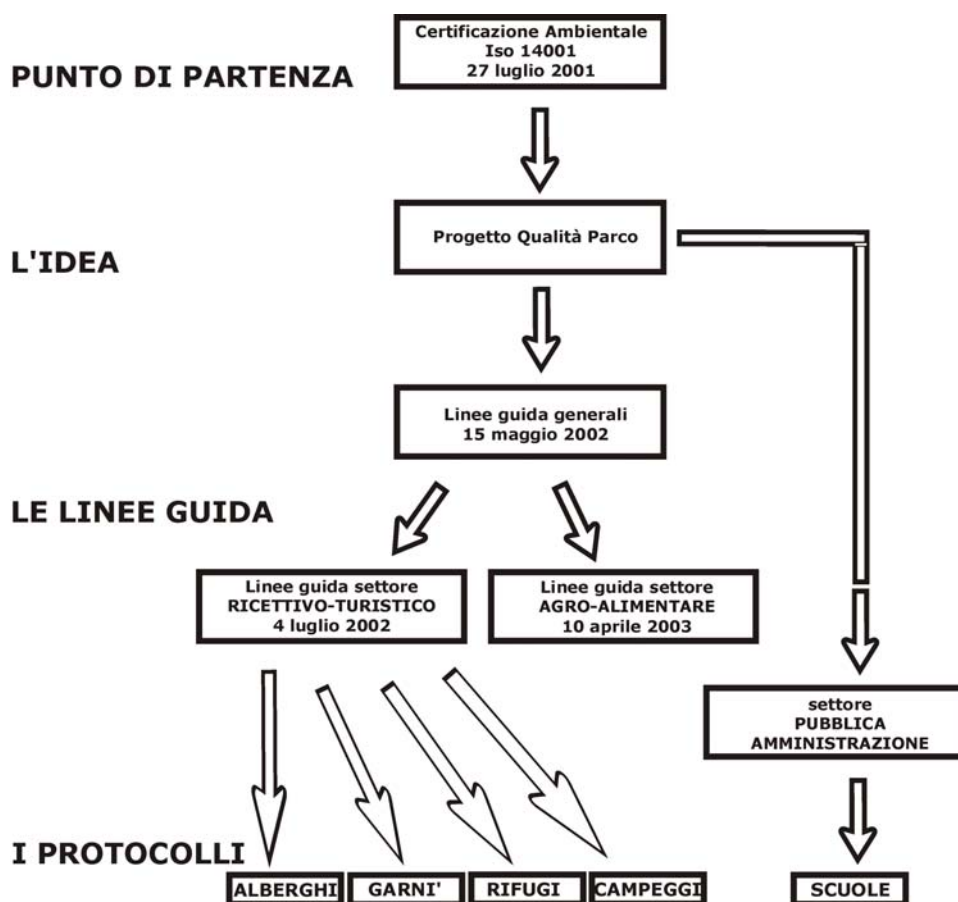 Certificazione Ambientale
Iso 14001
27 luglio 2001
PUNTO DI PARTENZA
Progetto Qualità Parco
L'IDEA
Linee guida generali
15 maggio 2002
LE LINEE GUIDA
Linee guida settore
RICETTIVO-TURISTICO
4 luglio 2002
Linee guida settore
AGRO-ALIMENTARE
10 aprile 2003
settore
PUBBLICA
AMMINISTRAZIONE
I PROTOCOLLI
ALBERGHI
GARNI'
RIFUGI
CAMPEGGI
SCUOLE